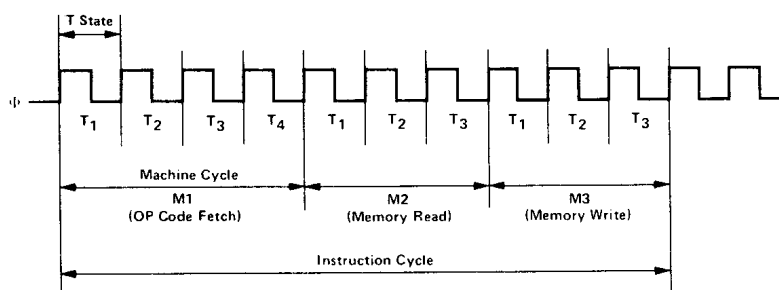 T State
Φ
T1 T2 T3 T4 T1 T2 T3 T1 T2 T3
Machine Cycle
M1 M2 M3
(OP Code Fetch) (Memory Read) (Memory Write)
Instruction Cycle